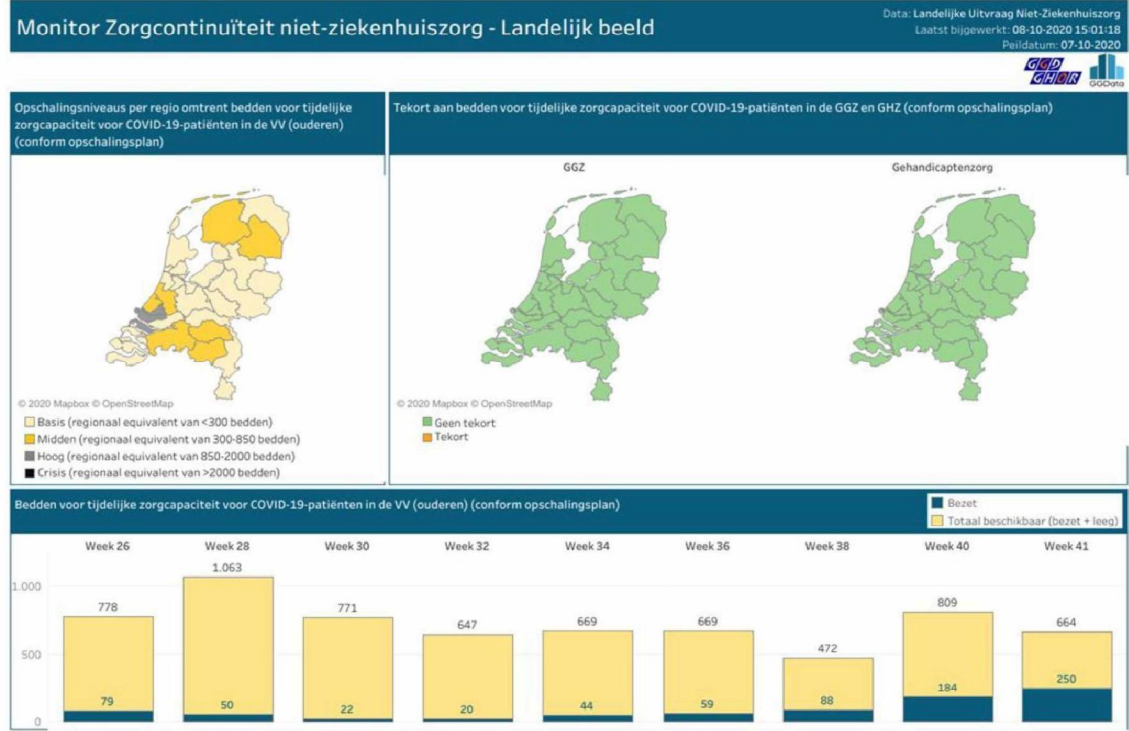 Monitor Zorgcontinuïteit niet-ziekenhuiszorg - Landelijk beeld
Data: Landelijke Uitvraag Niet-Ziekenhuiszorg
Laatst bijgewerkt: 08-10-2020 15:01:18
Peildatum: 07-10-2020
GGD
GHOR
GGData
Opschalingsniveaus per regio omtrent bedden voor tijdelijke
zorgcapaciteit voor COVID-19-patiënten in de VV (ouderen)
(conform opschalingsplan)
© 2020 Mapbox © OpenStreetMap
Basis (regionaal equivalent van <300 bedden)
Midden (regionaal equivalent van 300-850 bedden)
Hoog (regionaal equivalent van 850-2000 bedden)
Crisis (regionaal equivalent van >2000 bedden)
Tekort aan bedden voor tijdelijke zorgcapaciteit voor COVID-19-patiënten in de GGZ en GHZ (conform opschalingsplan)
GGZ
Gehandicaptenzorg
© 2020 Mapbox © OpenStreetMap
Geen tekort
Tekort
Bedden voor tijdelijke zorgcapaciteit voor COVID-19-patiënten in de VV (ouderen) (conform opschalingsplan)
Bezet
Totaal beschikbaar (bezet + leeg)
Week 26 Week 28 Week 30 Week 32 Week 34 Week 36 Week 38 Week 40 Week 41
1.000
500
0
778 1.063 771 647 669 669 472 809 664
79 50 22 20 44 59 88 184 250